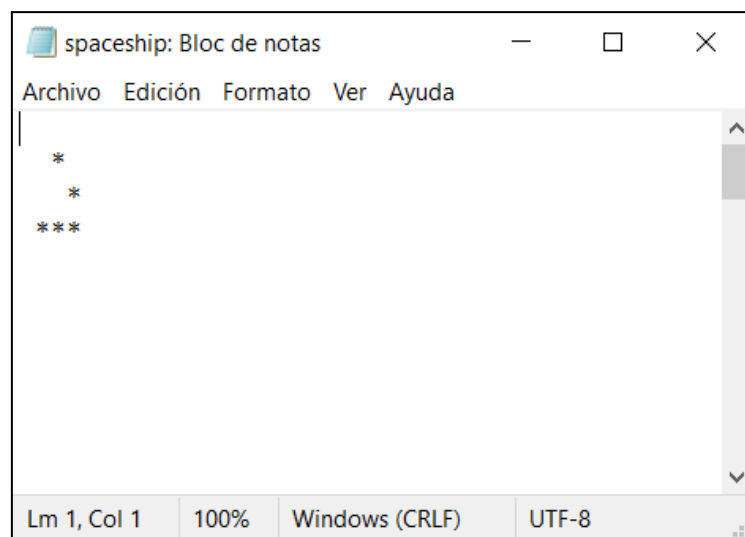 spaceship: Bloc de notas
Archivo Edición Formato Ver Ayuda
*
*
***
Lm 1, Col 1 100% Windows (CRLF) UTF-8